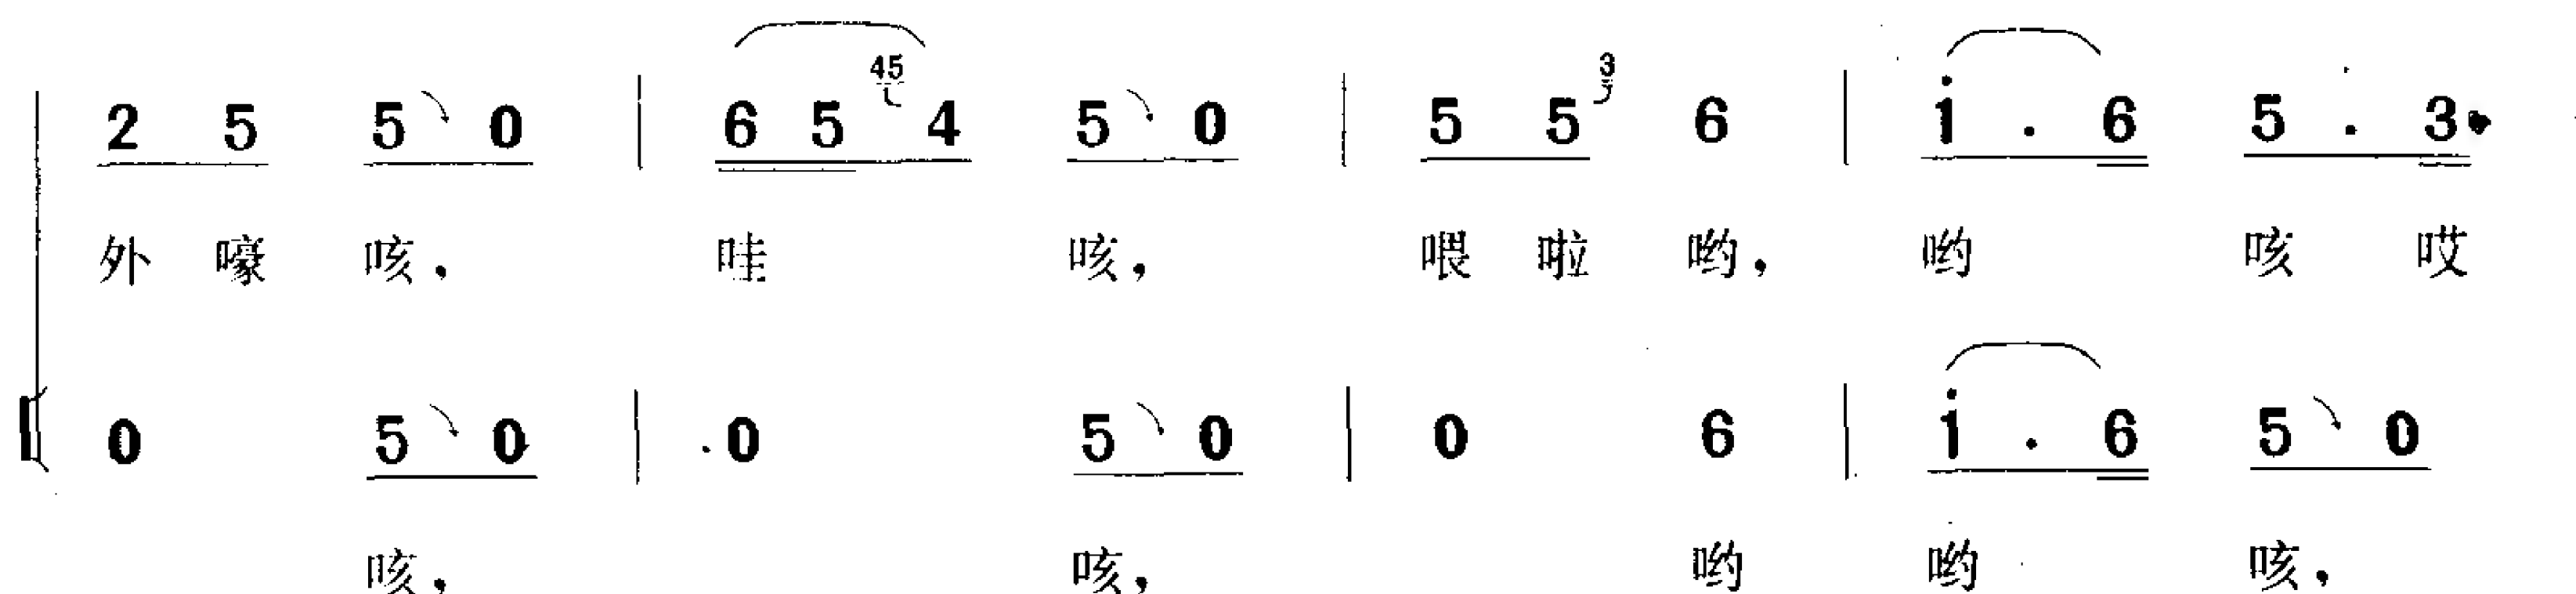 2 5 5 0 | 6 5 45 4 5 0 | 5 5 3 6 | i . 6 5 . 3
外 嚎 咳， 哇 咳， 喂 啦 哟， 哟 咳 哎
0 5 0 | 0 5 0 | 0 6 | i . 6 5 0
咳， 咳， 哟 哟 咳，